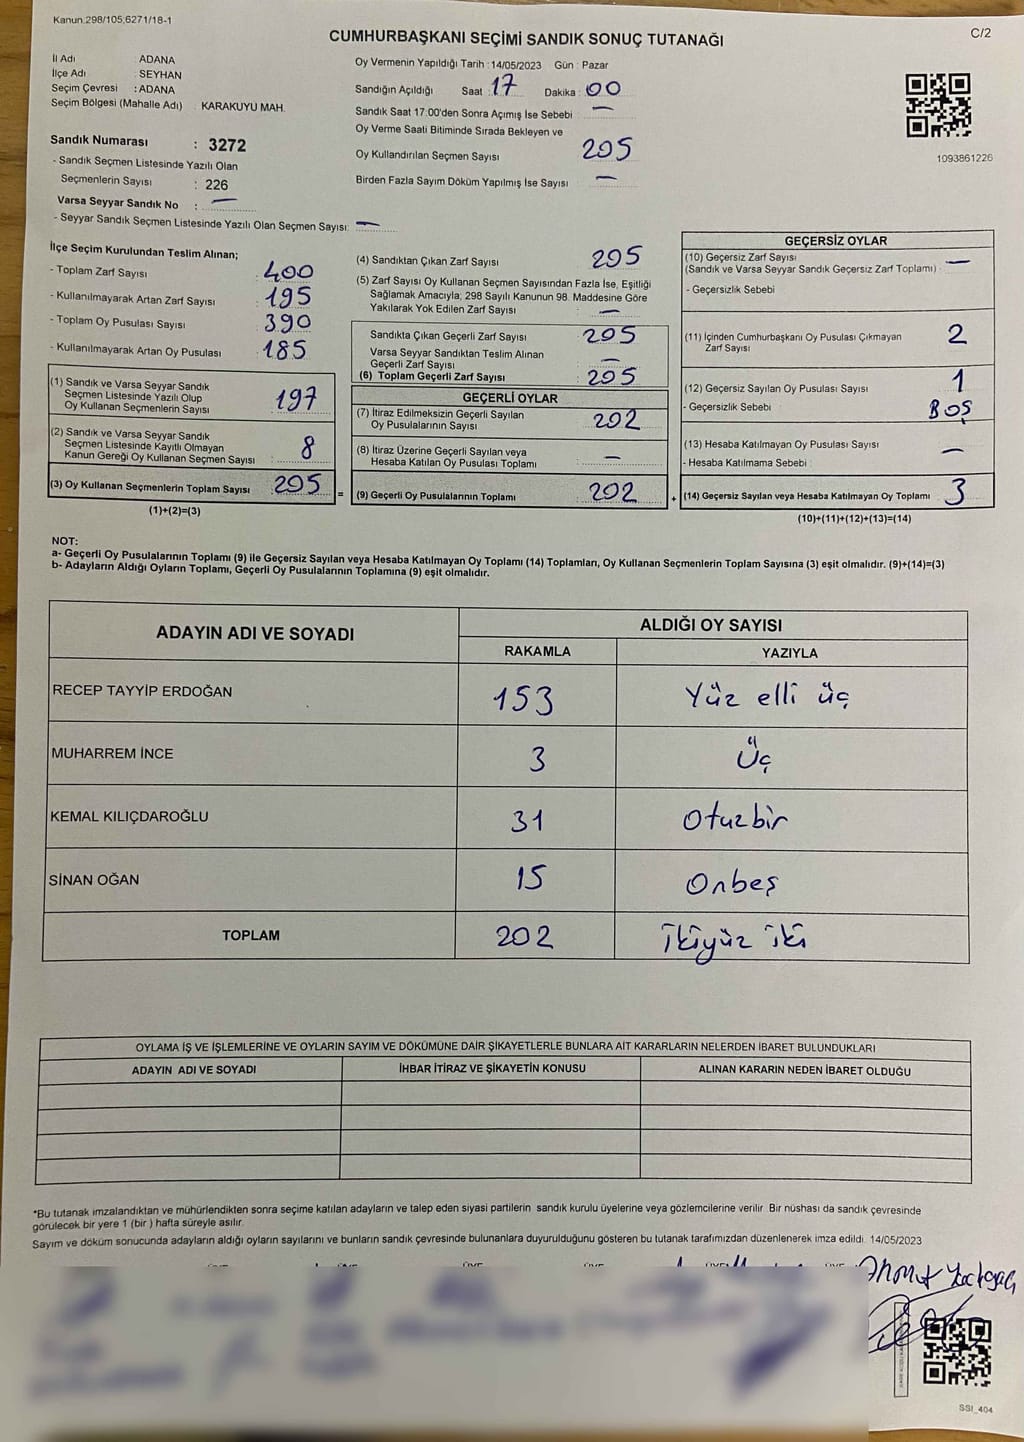 Kanun.298/105,6271/18-1
C/2
CUMHURBAŞKANI SEÇİMİ SANDIK SONUÇ TUTANAĞI
İl Adı ADANA
İlçe Adı : SEYHAN
Seçim Çevresi : ADANA
Seçim Bölgesi (Mahalle Adı) : KARAKUYU MAH.
Sandık Numarası : 3272
- Sandık Seçmen Listesinde Yazılı Olan
Seçmenlerin Sayısı : 226
Varsa Seyyar Sandık No : —
- Seyyar Sandık Seçmen Listesinde Yazılı Olan Seçmen Sayısı: —
Oy Vermenin Yapıldığı Tarih : 14/05/2023 Gün : Pazar
Sandığın Açıldığı Saat : 17 Dakika : 00
Sandık Saat 17:00'den Sonra Açımış İse Sebebi —
Oy Verme Saati Bitiminde Sırada Bekleyen ve
Oy Kullandırılan Seçmen Sayısı 205
Birden Fazla Sayım Döküm Yapılmış İse Sayısı —
1093861226
İlçe Seçim Kurulundan Teslim Alınan;
- Toplam Zarf Sayısı : 400
- Kullanılmayarak Artan Zarf Sayısı : 195
- Toplam Oy Pusulası Sayısı : 390
- Kullanılmayarak Artan Oy Pusulası : 185
(1) Sandık ve Varsa Seyyar Sandık
Seçmen Listesinde Yazılı Olup
Oy Kullanan Seçmenlerin Sayısı : 197
(2) Sandık ve Varsa Seyyar Sandık
Seçmen Listesinde Kayıtlı Olmayan
Kanun Gereği Oy Kullanan Seçmen Sayısı : 8
(3) Oy Kullanan Seçmenlerin Toplam Sayısı : 205
(1)+(2)=(3)
=
(4) Sandıktan Çıkan Zarf Sayısı 205
(5) Zarf Sayısı Oy Kullanan Seçmen Sayısından Fazla İse, Eşitliği
Sağlamak Amacıyla; 298 Sayılı Kanunun 98. Maddesine Göre
Yakılarak Yok Edilen Zarf Sayısı : —
Sandıkta Çıkan Geçerli Zarf Sayısı : 205
Varsa Seyyar Sandıktan Teslim Alınan
Geçerli Zarf Sayısı —
(6) Toplam Geçerli Zarf Sayısı : 205
GEÇERLİ OYLAR
(7) İtiraz Edilmeksizin Geçerli Sayılan
Oy Pusulalarının Sayısı : 202
(8) İtiraz Üzerine Geçerli Sayılan veya
Hesaba Katılan Oy Pusulası Toplamı —
(9) Geçerli Oy Pusulalarının Toplamı : 202
+
GEÇERSİZ OYLAR
(10) Geçersiz Zarf Sayısı
(Sandık ve Varsa Seyyar Sandık Geçersiz Zarf Toplamı) —
- Geçersizlik Sebebi
(11) İçinden Cumhurbaşkanı Oy Pusulası Çıkmayan
Zarf Sayısı 2
(12) Geçersiz Sayılan Oy Pusulası Sayısı 1
- Geçersizlik Sebebi BOŞ
(13) Hesaba Katılmayan Oy Pusulası Sayısı —
- Hesaba Katılmama Sebebi :
(14) Geçersiz Sayılan veya Hesaba Katılmayan Oy Toplamı 3
(10)+(11)+(12)+(13)=(14)
NOT:
a- Geçerli Oy Pusulalarının Toplamı (9) ile Geçersiz Sayılan veya Hesaba Katılmayan Oy Toplamı (14) Toplamları, Oy Kullanan Seçmenlerin Toplam Sayısına (3) eşit olmalıdır. (9)+(14)=(3)
b- Adayların Aldığı Oyların Toplamı, Geçerli Oy Pusulalarının Toplamına (9) eşit olmalıdır.
ADAYIN ADI VE SOYADI
ALDIĞI OY SAYISI
RAKAMLA YAZIYLA
RECEP TAYYİP ERDOĞAN 153 Yüz elli üç
MUHARREM İNCE 3 Üç
KEMAL KILIÇDAROĞLU 31 Otuzbir
SİNAN OĞAN 15 Onbeş
TOPLAM 202 İkiyüz iki
OYLAMA İŞ VE İŞLEMLERİNE VE OYLARIN SAYIM VE DÖKÜMÜNE DAİR ŞİKAYETLERLE BUNLARA AİT KARARLARIN NELERDEN İBARET BULUNDUKLARI
ADAYIN ADI VE SOYADI İHBAR İTİRAZ VE ŞİKAYETİN KONUSU ALINAN KARARIN NEDEN İBARET OLDUĞU
*Bu tutanak imzalandıktan ve mühürlendikten sonra seçime katılan adayların ve talep eden siyasi partilerin sandık kurulu üyelerine veya gözlemcilerine verilir. Bir nüshası da sandık çevresinde
görülecek bir yere 1 (bir ) hafta süreyle asılır.
Sayım ve döküm sonucunda adayların aldığı oyların sayılarını ve bunların sandık çevresinde bulunanlara duyurulduğunu gösteren bu tutanak tarafımızdan düzenlenerek imza edildi. 14/05/2023
SSI_404